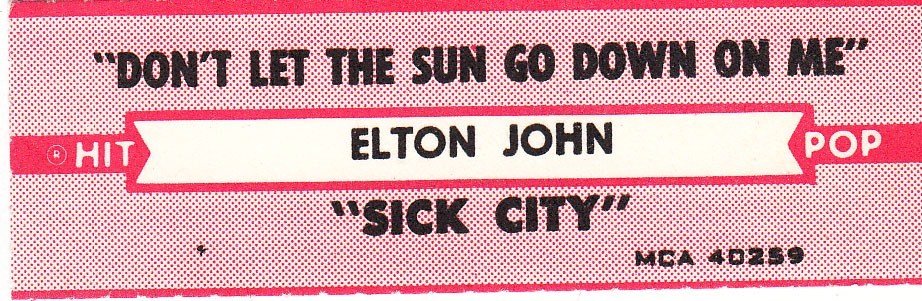 "DON'T LET THE SUN GO DOWN ON ME"
® HIT ELTON JOHN POP
"SICK CITY"
MCA 40259